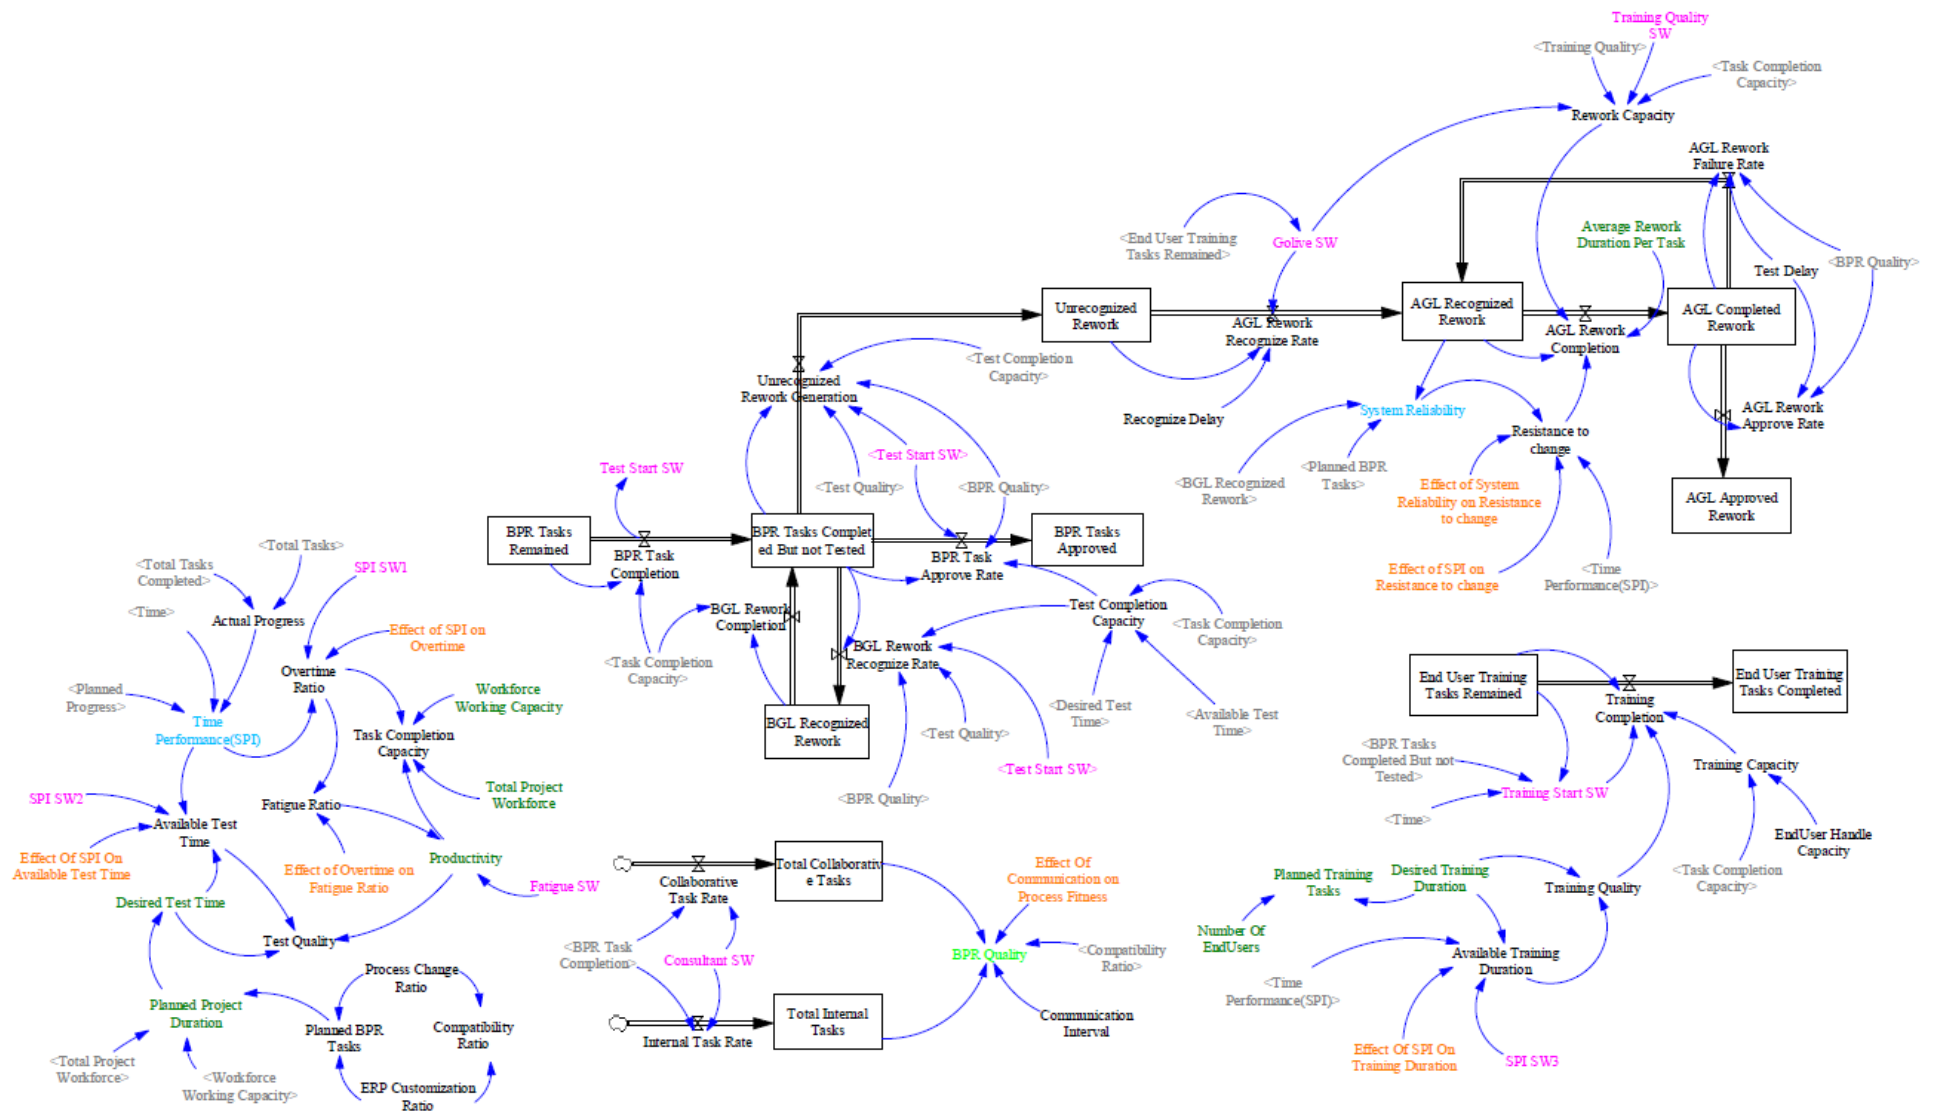 Training Quality
SW
<Training Quality>
<Task Completion
Capacity>
Rework Capacity
AGL Rework
Failure Rate
<End User Training
Tasks Remained>
Golive SW
Average Rework
Duration Per Task
Test Delay
<BPR Quality>
Unrecognized
Rework
AGL Rework
Recognize Rate
AGL Recognized
Rework
AGL Rework
Completion
AGL Completed
Rework
<Test Completion
Capacity>
Unrecognized
Rework Generation
Recognize Delay
System Reliability
Resistance to
change
AGL Rework
Approve Rate
Test Start SW
<Test Start SW>
<Test Quality>
<BPR Quality>
<BGL Recognized
Rework>
<Planned BPR
Tasks>
Effect of System
Reliability on Resistance
to change
AGL Approved
Rework
BPR Tasks
Remained
BPR Task
Completion
BPR Tasks Complet
ed But not Tested
BPR Task
Approve Rate
BPR Tasks
Approved
Effect of SPI on
Resistance to change
<Time
Performance(SPI)>
<Total Tasks>
<Total Tasks
Completed>
SPI SW1
<Time>
Actual Progress
Effect of SPI on
Overtime
Overtime
Ratio
<Planned
Progress>
Time
Performance(SPI)
Workforce
Working Capacity
Task Completion
Capacity
Total Project
Workforce
BGL Rework
Completion
<Task Completion
Capacity>
BGL Rework
Recognize Rate
Test Completion
Capacity
<Task Completion
Capacity>
BGL Recognized
Rework
<Test Quality>
<Desired Test
Time>
<Available Test
Time>
<Test Start SW>
<BPR Quality>
End User Training
Tasks Remained
Training
Completion
End User Training
Tasks Completed
<BPR Tasks
Completed But not
Tested>
Training Capacity
Training Start SW
<Time>
EndUser Handle
Capacity
<Task Completion
Capacity>
SPI SW2
Available Test
Time
Fatigue Ratio
Effect Of SPI On
Available Test Time
Effect of Overtime on
Fatigue Ratio
Productivity
Fatigue SW
Desired Test Time
Test Quality
Process Change
Ratio
Planned Project
Duration
Planned BPR
Tasks
Compatibility
Ratio
<Total Project
Workforce>
<Workforce
Working Capacity>
ERP Customization
Ratio
Collaborative
Task Rate
Total Collaborativ
e Tasks
Effect Of
Communication on
Process Fitness
<BPR Task
Completion>
Consultant SW
BPR Quality
<Compatibility
Ratio>
Internal Task Rate
Total Internal
Tasks
Communication
Interval
Planned Training
Tasks
Desired Training
Duration
Training Quality
Number Of
EndUsers
Available Training
Duration
<Time
Performance(SPI)>
Effect Of SPI On
Training Duration
SPI SW3